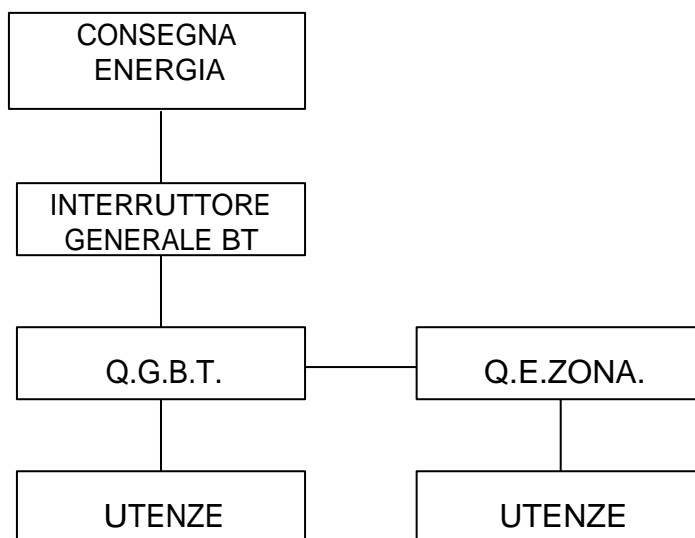 CONSEGNA
ENERGIA
INTERRUTTORE
GENERALE BT
Q.G.B.T.
Q.E.ZONA.
UTENZE
UTENZE